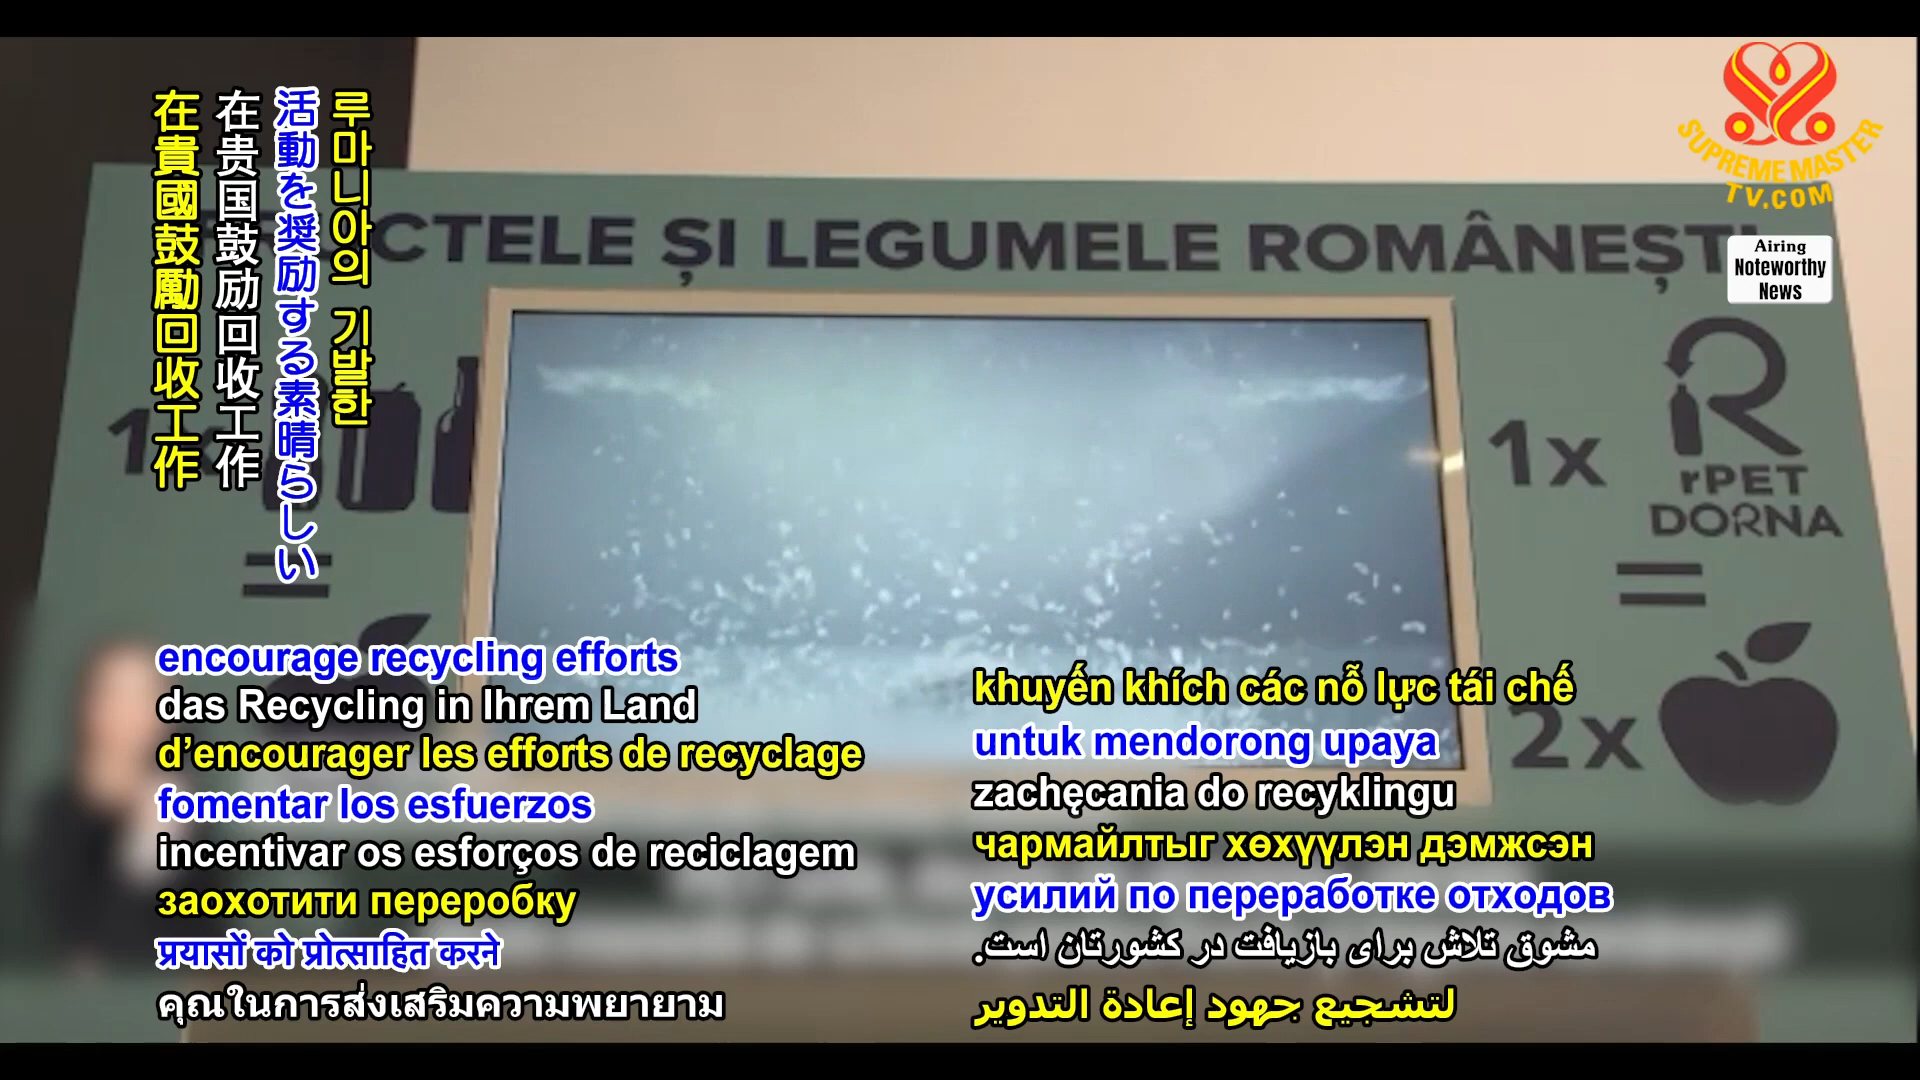 SUPREME MASTER
TV.COM
Airing
Noteworthy
News
루마니아의 기발한
活動を奨励する素晴らしい
在贵国鼓励回收工作
在貴國鼓勵回收工作
CTELE ȘI LEGUMELE ROMÂNEȘTI
1x
rPET
DORNA
=
2x
=
encourage recycling efforts
das Recycling in Ihrem Land
d’encourager les efforts de recyclage
fomentar los esfuerzos
incentivar os esforços de reciclagem
заохотити переробку
प्रयासों को प्रोत्साहित करने
คุณในการส่งเสริมความพยายาม
khuyến khích các nỗ lực tái chế
untuk mendorong upaya
zachęcania do recyklingu
чармайлтыг хөхүүлэн дэмжсэн
усилий по переработке отходов
مشوق تلاش برای بازیافت در کشورتان است.
لتشجيع جهود إعادة التدوير